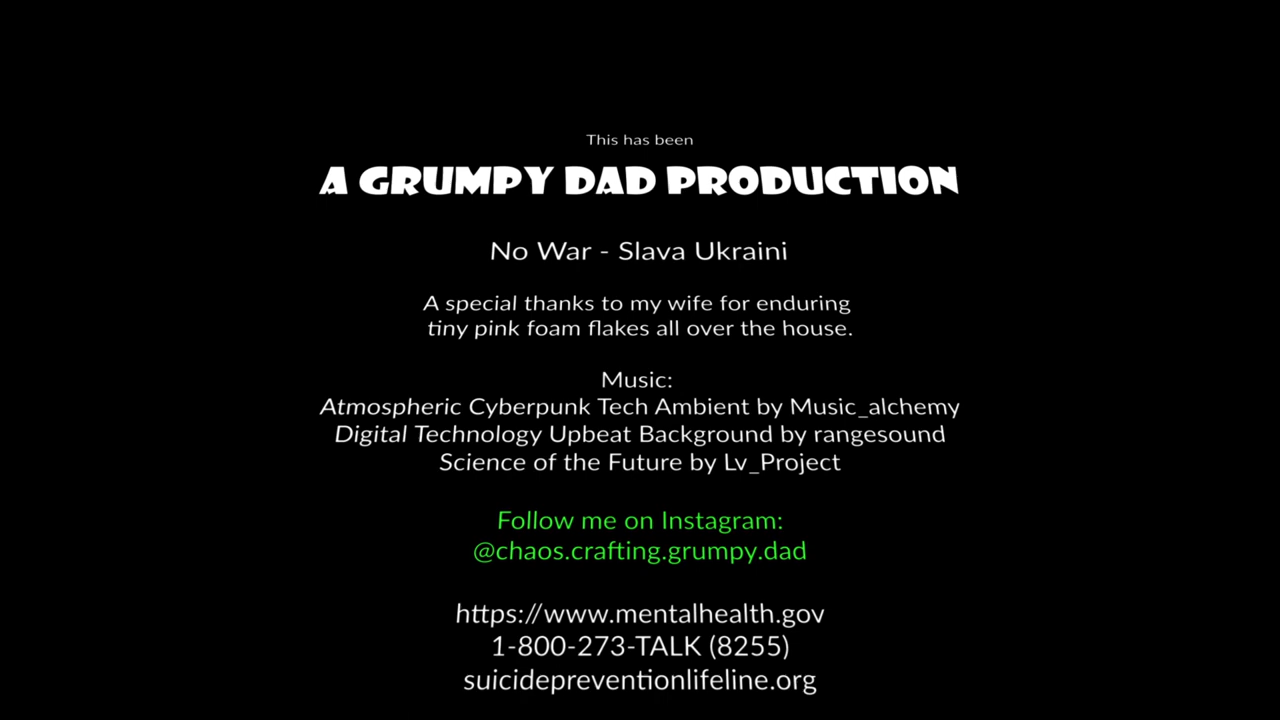 This has been
A GRUMPY DAD PRODUCTION
No War - Slava Ukraini
A special thanks to my wife for enduring
tiny pink foam flakes all over the house.
Music:
Atmospheric Cyberpunk Tech Ambient by Music_alchemy
Digital Technology Upbeat Background by rangesound
Science of the Future by Lv_Project
Follow me on Instagram:
@chaos.crafting.grumpy.dad
https://www.mentalhealth.gov
1-800-273-TALK (8255)
suicidepreventionlifeline.org